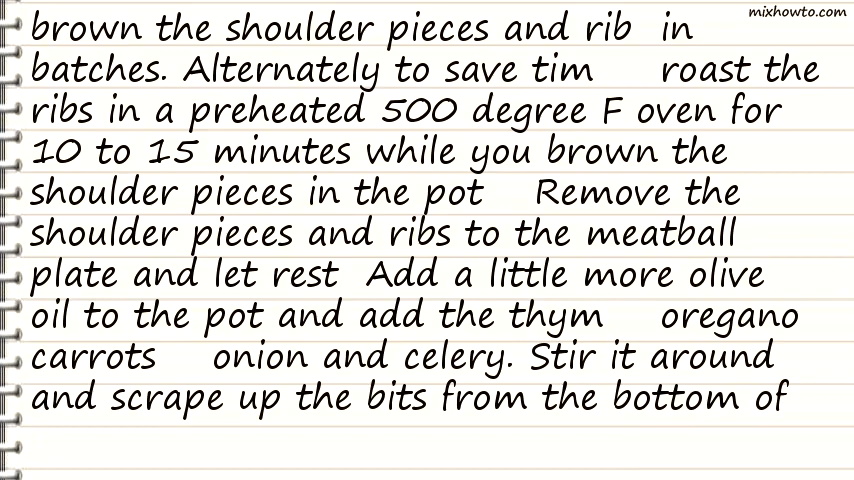 mixhowto.com
brown the shoulder pieces and rib in
batches. Alternately to save tim roast the
ribs in a preheated 500 degree F oven for
10 to 15 minutes while you brown the
shoulder pieces in the pot Remove the
shoulder pieces and ribs to the meatball
plate and let rest Add a little more olive
oil to the pot and add the thym oregano
carrots onion and celery. Stir it around
and scrape up the bits from the bottom of